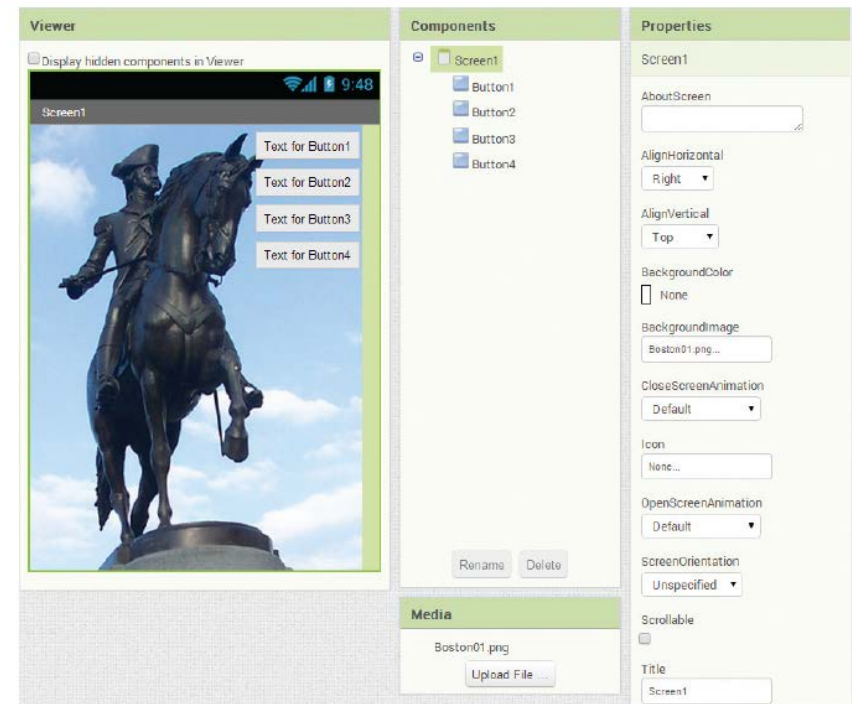 Viewer
Display hidden components in Viewer
9:48
Screen1
Text for Button1
Text for Button2
Text for Button3
Text for Button4
Components
Screen1
Button1
Button2
Button3
Button4
Rename Delete
Media
Boston01.png
Upload File ...
Properties
Screen1
AboutScreen
AlignHorizontal
Right
AlignVertical
Top
BackgroundColor
None
BackgroundImage
Boston01.png...
CloseScreenAnimation
Default
Icon
None...
OpenScreenAnimation
Default
ScreenOrientation
Unspecified
Scrollable
Title
Screen1